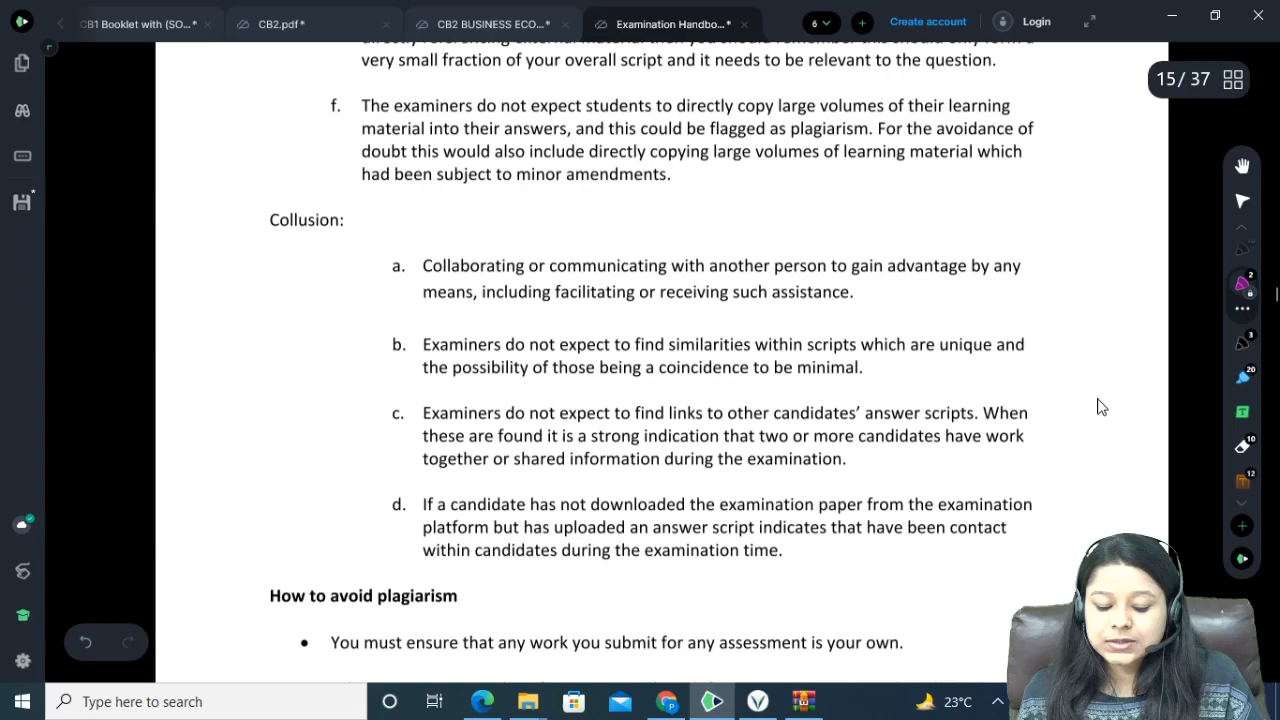 CB1 Booklet with (SO...*
CB2.pdf*
CB2 BUSINESS ECO...*
Examination Handbo...*
6
Create account
Login
15/ 37
very small fraction of your overall script and it needs to be relevant to the question.
f. The examiners do not expect students to directly copy large volumes of their learning
material into their answers, and this could be flagged as plagiarism. For the avoidance of
doubt this would also include directly copying large volumes of learning material which
had been subject to minor amendments.
Collusion:
a. Collaborating or communicating with another person to gain advantage by any
means, including facilitating or receiving such assistance.
b. Examiners do not expect to find similarities within scripts which are unique and
the possibility of those being a coincidence to be minimal.
c. Examiners do not expect to find links to other candidates’ answer scripts. When
these are found it is a strong indication that two or more candidates have work
together or shared information during the examination.
d. If a candidate has not downloaded the examination paper from the examination
platform but has uploaded an answer script indicates that have been contact
within candidates during the examination time.
How to avoid plagiarism
• You must ensure that any work you submit for any assessment is your own.
2
3
20
10
12
Type here to search
23°C